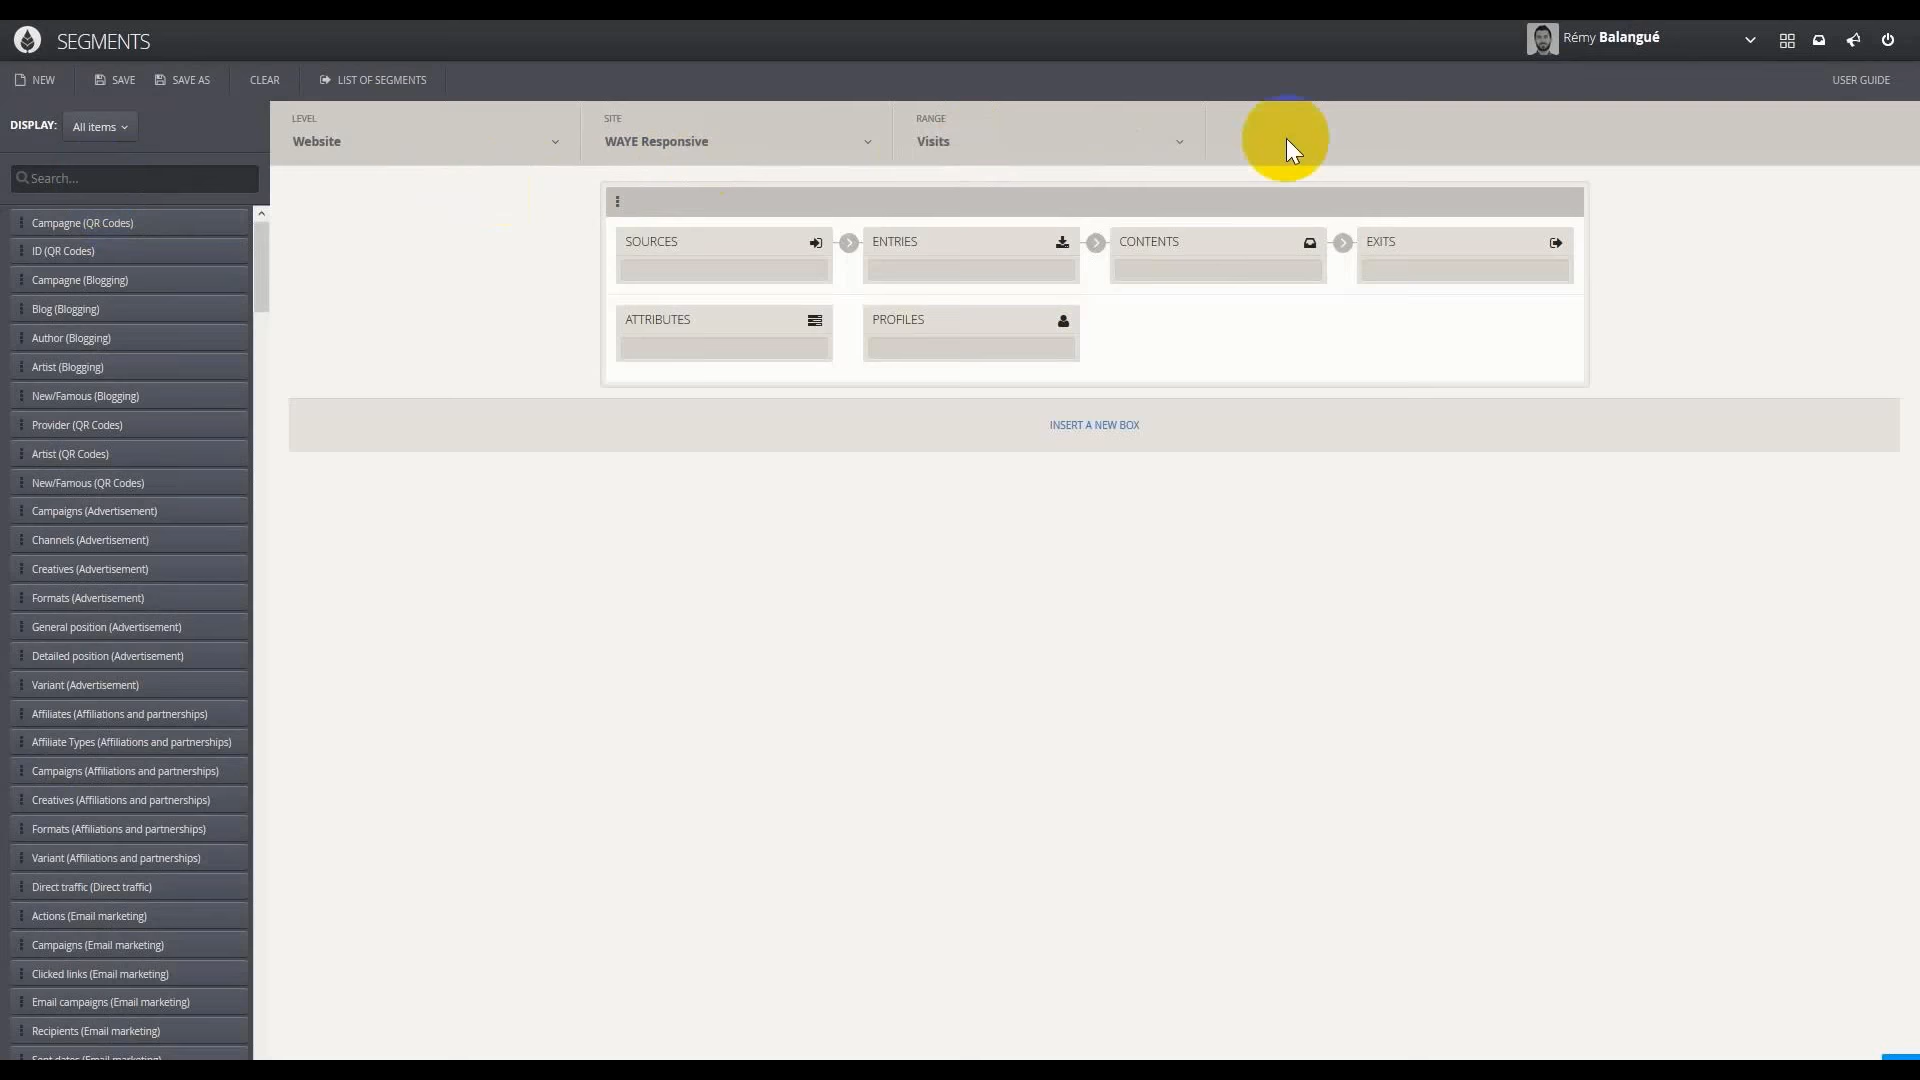 SEGMENTS
Rémy Balangué
NEW
SAVE
SAVE AS
CLEAR
LIST OF SEGMENTS
USER GUIDE
DISPLAY:
All items
Search...
LEVEL
Website
SITE
WAYE Responsive
RANGE
Visits
SOURCES
ENTRIES
CONTENTS
EXITS
ATTRIBUTES
PROFILES
INSERT A NEW BOX
Campagne (QR Codes)
ID (QR Codes)
Campagne (Blogging)
Blog (Blogging)
Author (Blogging)
Artist (Blogging)
New/Famous (Blogging)
Provider (QR Codes)
Artist (QR Codes)
New/Famous (QR Codes)
Campaigns (Advertisement)
Channels (Advertisement)
Creatives (Advertisement)
Formats (Advertisement)
General position (Advertisement)
Detailed position (Advertisement)
Variant (Advertisement)
Affiliates (Affiliations and partnerships)
Affiliate Types (Affiliations and partnerships)
Campaigns (Affiliations and partnerships)
Creatives (Affiliations and partnerships)
Formats (Affiliations and partnerships)
Variant (Affiliations and partnerships)
Direct traffic (Direct traffic)
Actions (Email marketing)
Campaigns (Email marketing)
Clicked links (Email marketing)
Email campaigns (Email marketing)
Recipients (Email marketing)
Sent dates (Email marketing)